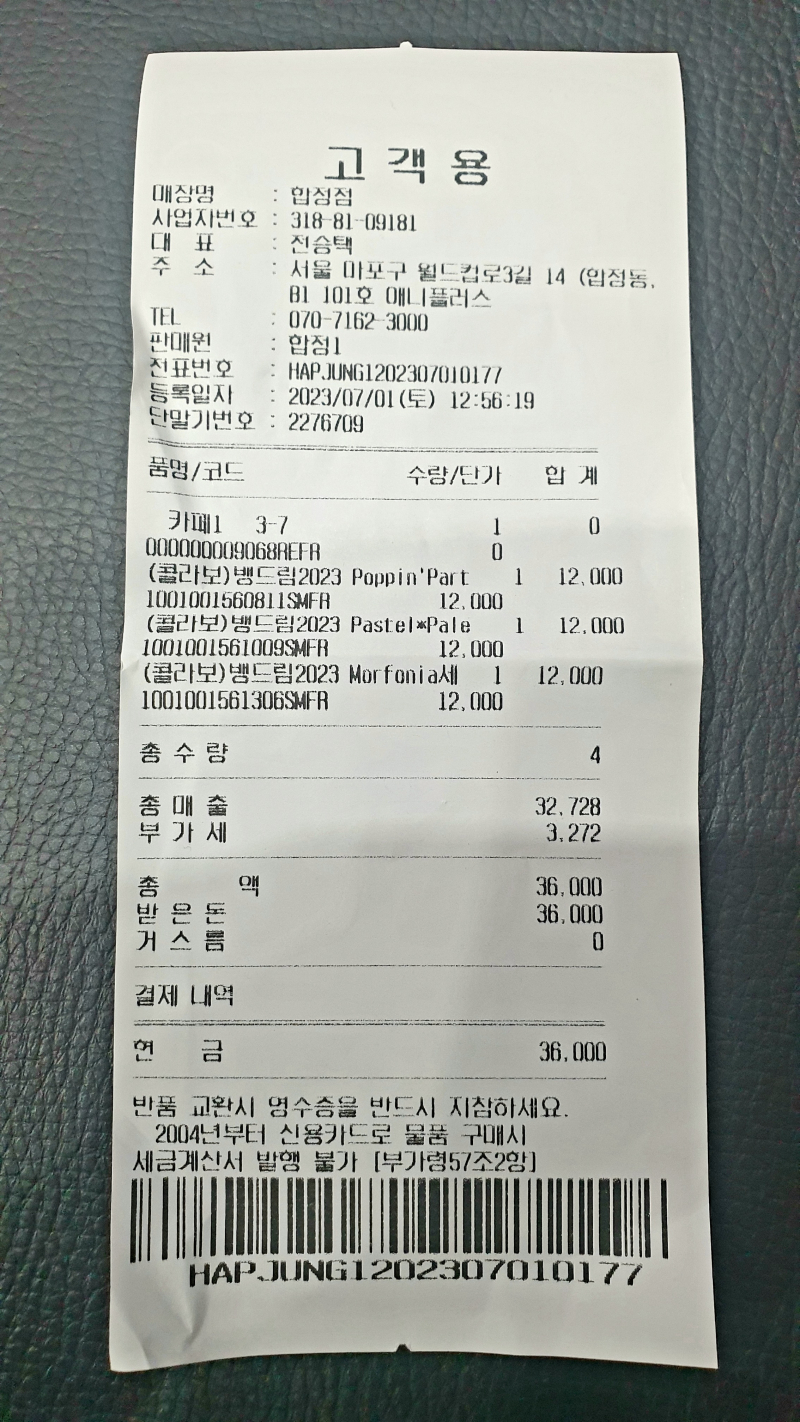 고 객 용
매장명 : 합정점
사업자번호 : 318-81-09181
대 표 : 전승택
주 소 : 서울 마포구 월드컵로3길 14 (합정동,
B1 101호 애니플러스
TEL : 070-7162-3000
판매원 : 합정1
전표번호 : HAPJUNG1202307010177
등록일자 : 2023/07/01(토) 12:56:19
단말기번호 : 2276709
품명/코드 수량/단가 합 계
카페1 3-7 1 0
000000009068REFR 0
(콜라보)뱅드림2023 Poppin'Part 1 12,000
1001001560811SMFR 12,000
(콜라보)뱅드림2023 Pastel*Pale 1 12,000
1001001561009SMFR 12,000
(콜라보)뱅드림2023 Morfonia세 1 12,000
1001001561306SMFR 12,000
총 수 량 4
총 매 출 32,728
부 가 세 3,272
총 액 36,000
받 은 돈 36,000
거 스 름 0
결제 내역
현 금 36,000
반품 교환시 영수증을 반드시 지참하세요.
2004년부터 신용카드로 물품 구매시
세금계산서 발행 불가 [부가령57조2항]
HAPJUNG1202307010177